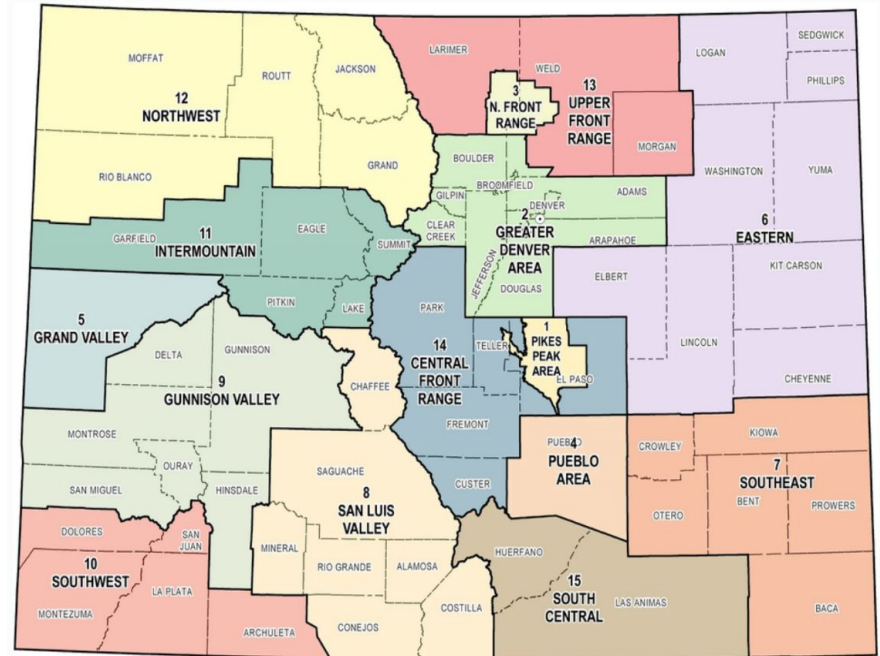 MOFFAT
ROUTT
JACKSON
12
NORTHWEST
RIO BLANCO
GRAND
LARIMER
WELD
3
N. FRONT
RANGE
13
UPPER
FRONT
RANGE
MORGAN
LOGAN
SEDGWICK
PHILLIPS
WASHINGTON
YUMA
6
EASTERN
ELBERT
KIT CARSON
LINCOLN
CHEYENNE
BOULDER
BROOMFIELD
GILPIN
DENVER
ADAMS
CLEAR
CREEK
2
GREATER
DENVER
AREA
ARAPAHOE
JEFFERSON
DOUGLAS
GARFIELD
11
INTERMOUNTAIN
EAGLE
SUMMIT
PITKIN
LAKE
5
GRAND VALLEY
DELTA
GUNNISON
9
GUNNISON VALLEY
MONTROSE
OURAY
SAN MIGUEL
HINSDALE
CHAFFEE
PARK
TELLER
14
CENTRAL
FRONT
RANGE
1
PIKES
PEAK
AREA
EL PASO
FREMONT
CUSTER
PUEBLO
4
PUEBLO
AREA
CROWLEY
KIOWA
7
SOUTHEAST
OTERO
BENT
PROWERS
BACA
SAGUACHE
8
SAN LUIS
VALLEY
MINERAL
RIO GRANDE
ALAMOSA
CONEJOS
COSTILLA
DOLORES
SAN
JUAN
10
SOUTHWEST
LA PLATA
MONTEZUMA
ARCHULETA
HUERFANO
15
SOUTH
CENTRAL
LAS ANIMAS